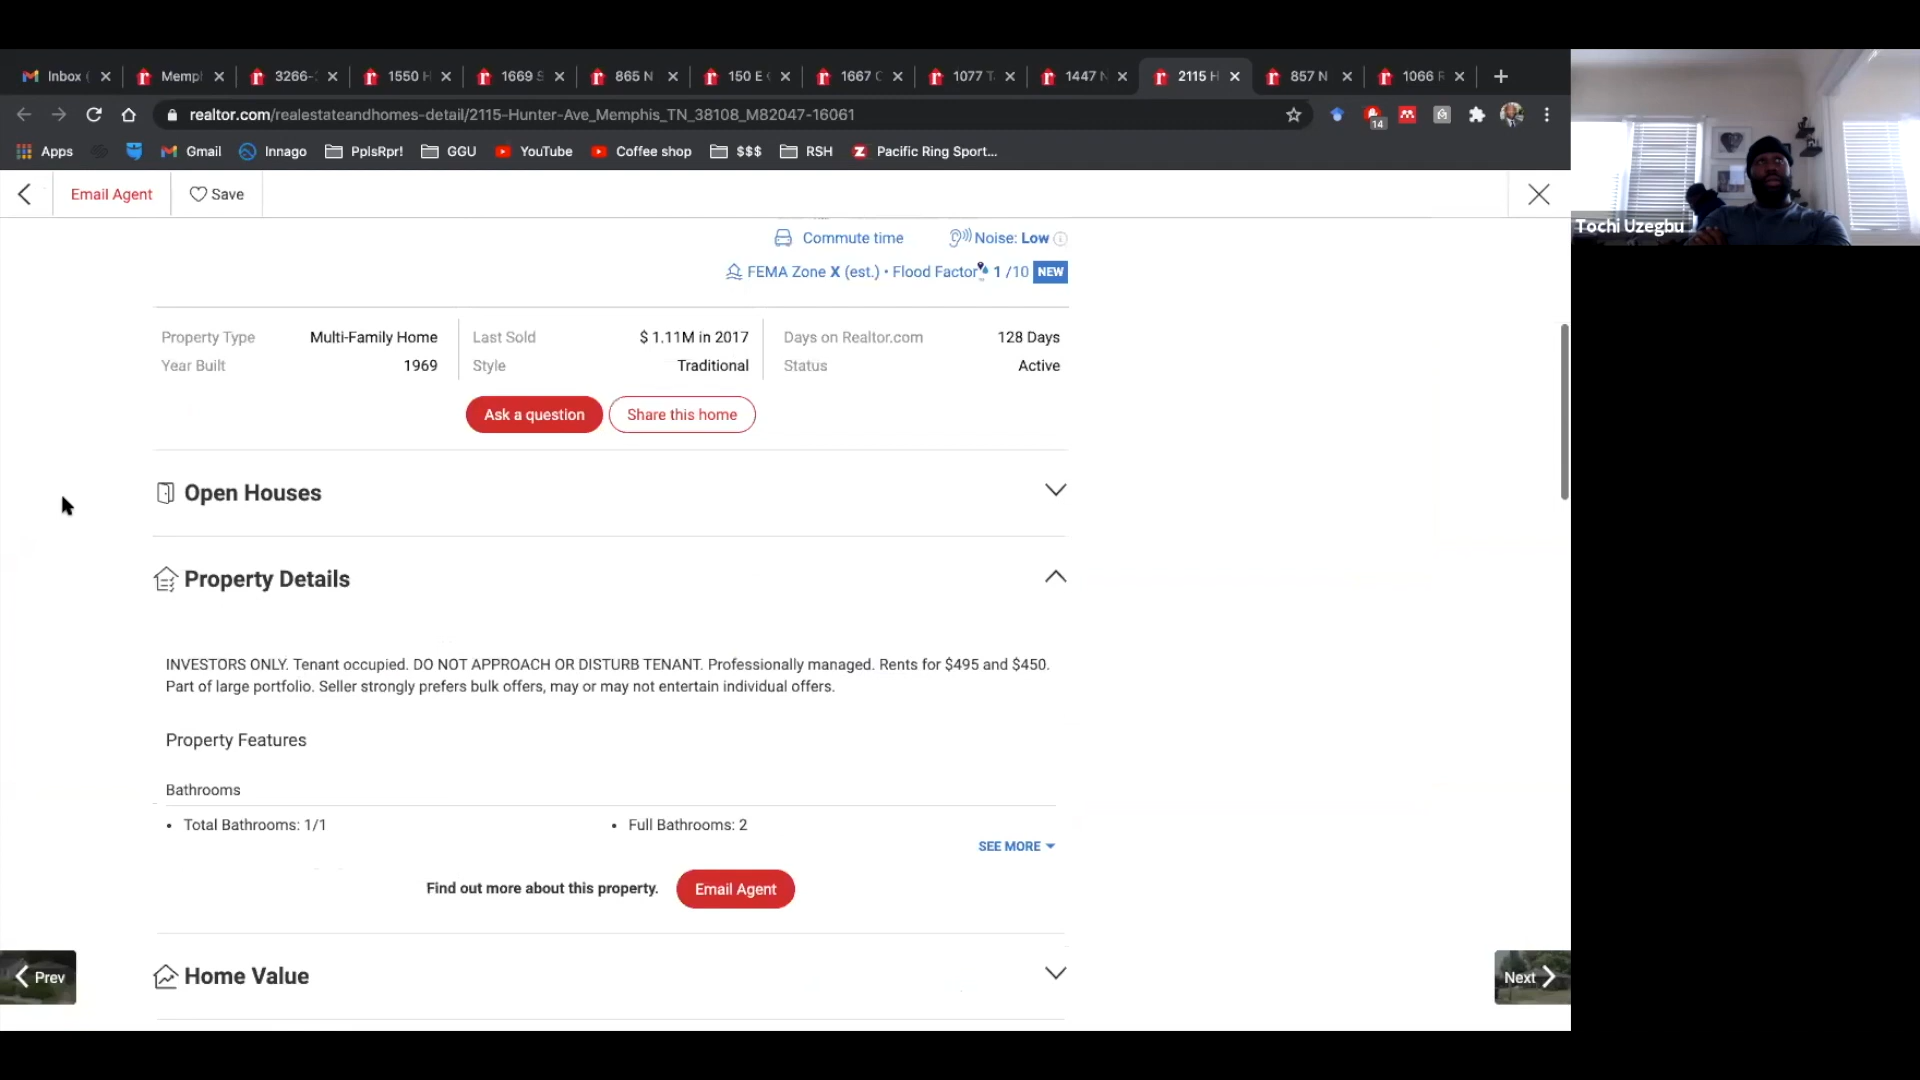 Inbox (
Memp
3266-
1550 H
1669 S
865 N
150 E
1667 C
1077 T
1447 N
2115 H
857 N
1066 R
realtor.com/realestateandhomes-detail/2115-Hunter-Ave_Memphis_TN_38108_M82047-16061
14
Apps
Gmail
Innago
PplsRpr!
GGU
YouTube
Coffee shop
$$$
RSH
Pacific Ring Sport...
Email Agent
Save
Tochi Uzegbu
Commute time
Noise: Low
FEMA Zone X (est.) • Flood Factor 1 /10 NEW
Property Type Multi-Family Home
Last Sold $ 1.11M in 2017
Days on Realtor.com 128 Days
Year Built 1969
Style Traditional
Status Active
Ask a question
Share this home
Open Houses
Property Details
INVESTORS ONLY. Tenant occupied. DO NOT APPROACH OR DISTURB TENANT. Professionally managed. Rents for $495 and $450.
Part of large portfolio. Seller strongly prefers bulk offers, may or may not entertain individual offers.
Property Features
Bathrooms
• Total Bathrooms: 1/1
• Full Bathrooms: 2
SEE MORE
Find out more about this property.
Email Agent
Prev
Home Value
Next